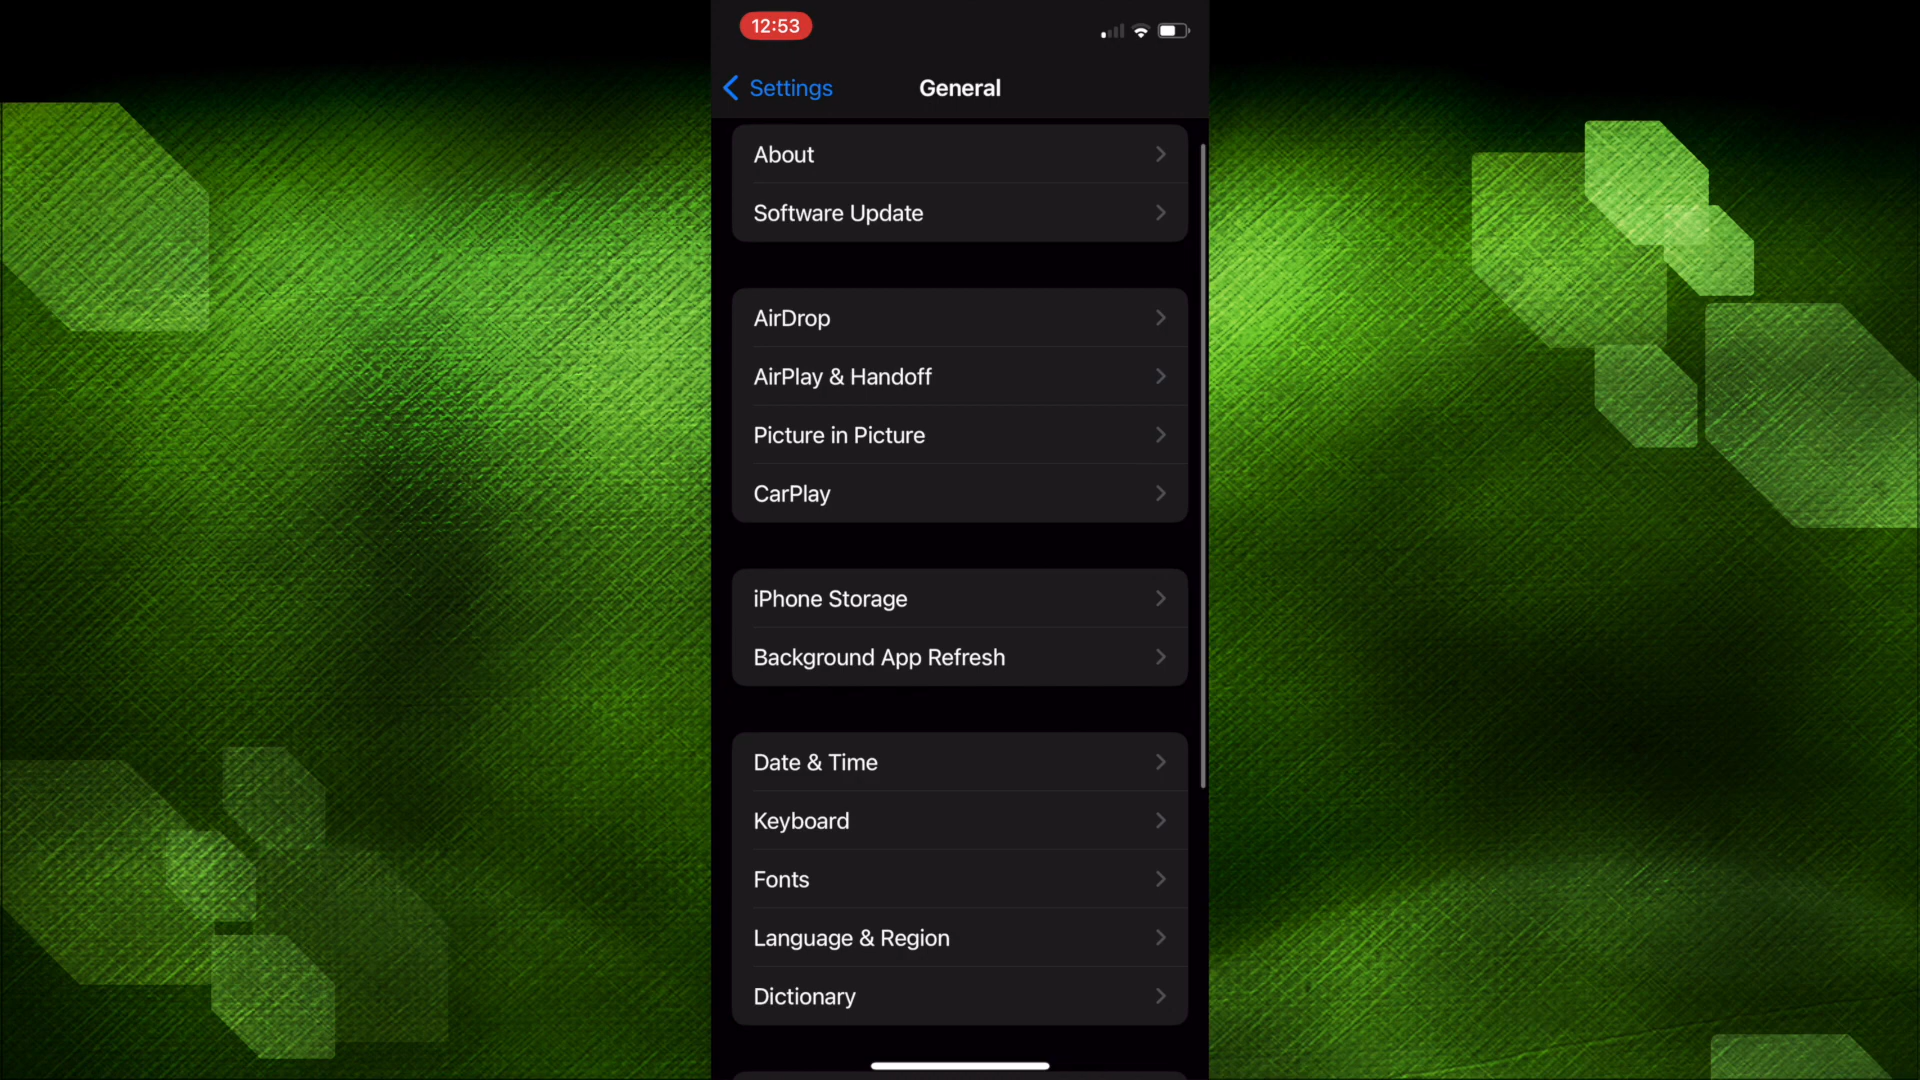 12:53
Settings
General
About
Software Update
AirDrop
AirPlay & Handoff
Picture in Picture
CarPlay
iPhone Storage
Background App Refresh
Date & Time
Keyboard
Fonts
Language & Region
Dictionary